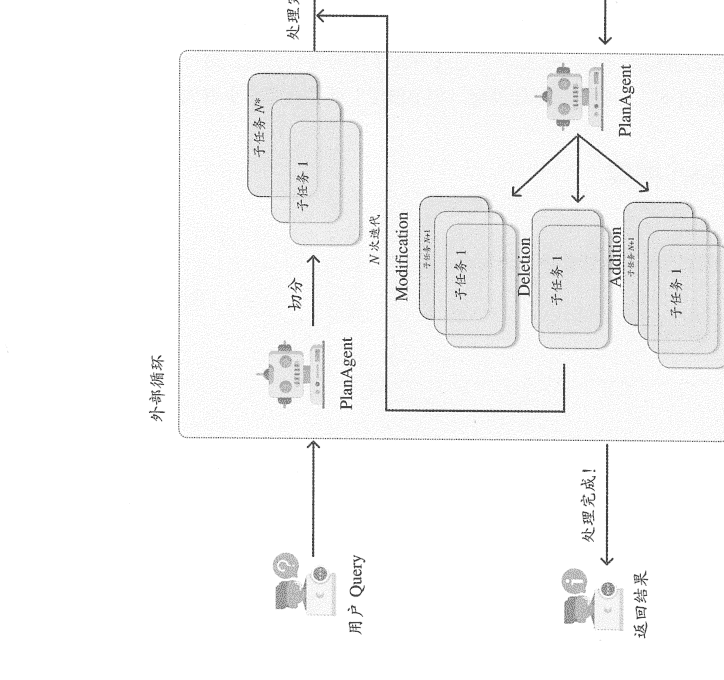 外部循环
用户 Query
PlanAgent
切分
子任务 N*
子任务 1
N 次迭代
PlanAgent
Modification
子任务 N+1
子任务 1
Deletion
子任务 1
Addition
子任务 N+1
子任务 1
处理完成！
返回结果